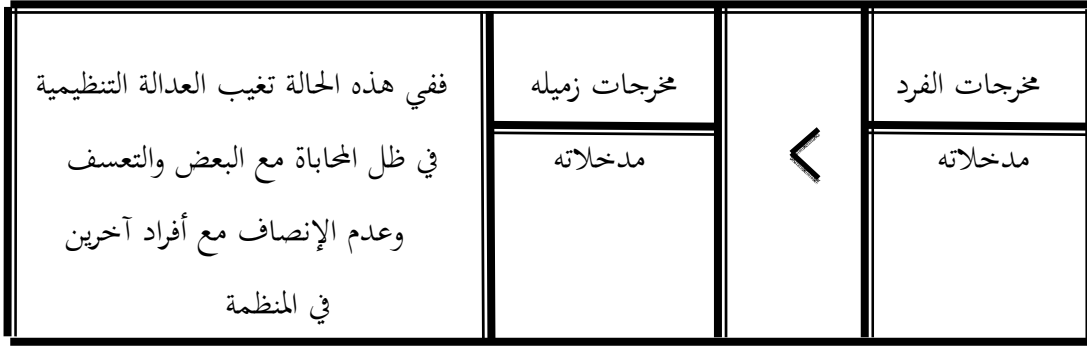 مخرجات الفرد < مخرجات زميله
مدخلاته مدخلاته
ففي هذه الحالة تغيب العدالة التنظيمية
في ظل المحاباة مع البعض والتعسف
وعدم الإنصاف مع أفراد آخرين
في المنظمة